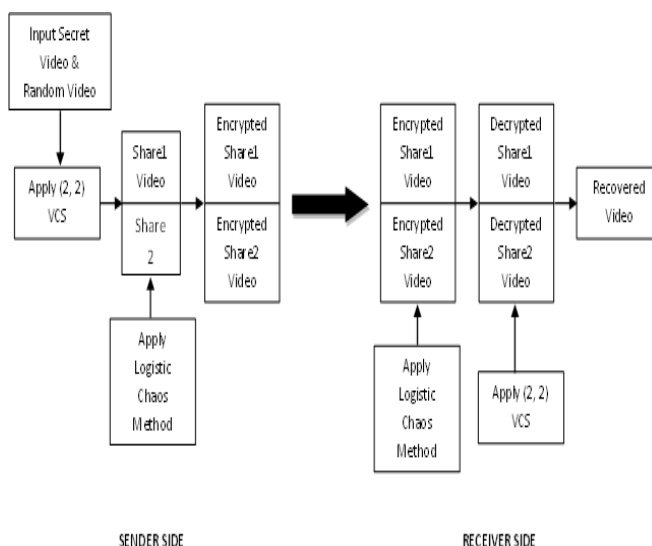 Input Secret
Video &
Random Video
Apply (2, 2)
VCS
Share1
Video
Share
2
Encrypted
Share1
Video
Encrypted
Share2
Video
Apply
Logistic
Chaos
Method
Encrypted
Share1
Video
Encrypted
Share2
Video
Decrypted
Share1
Video
Decrypted
Share2
Video
Recovered
Video
Apply
Logistic
Chaos
Method
Apply (2, 2)
VCS
SENDER SIDE
RECEIVER SIDE